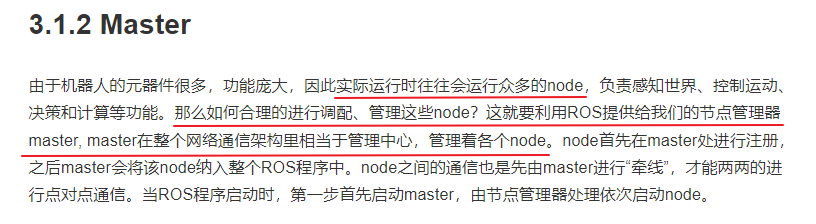 3.1.2 Master
由于机器人的元器件很多，功能庞大，因此实际运行时往往会运行众多的node，负责感知世界、控制运动、
决策和计算等功能。那么如何合理的进行调配、管理这些node？这就要利用ROS提供给我们的节点管理器
master, master在整个网络通信架构里相当于管理中心，管理着各个node。node首先在master处进行注册，
之后master会将该node纳入整个ROS程序中。node之间的通信也是先由master进行“牵线”，才能两两的进
行点对点通信。当ROS程序启动时，第一步首先启动master，由节点管理器处理依次启动node。